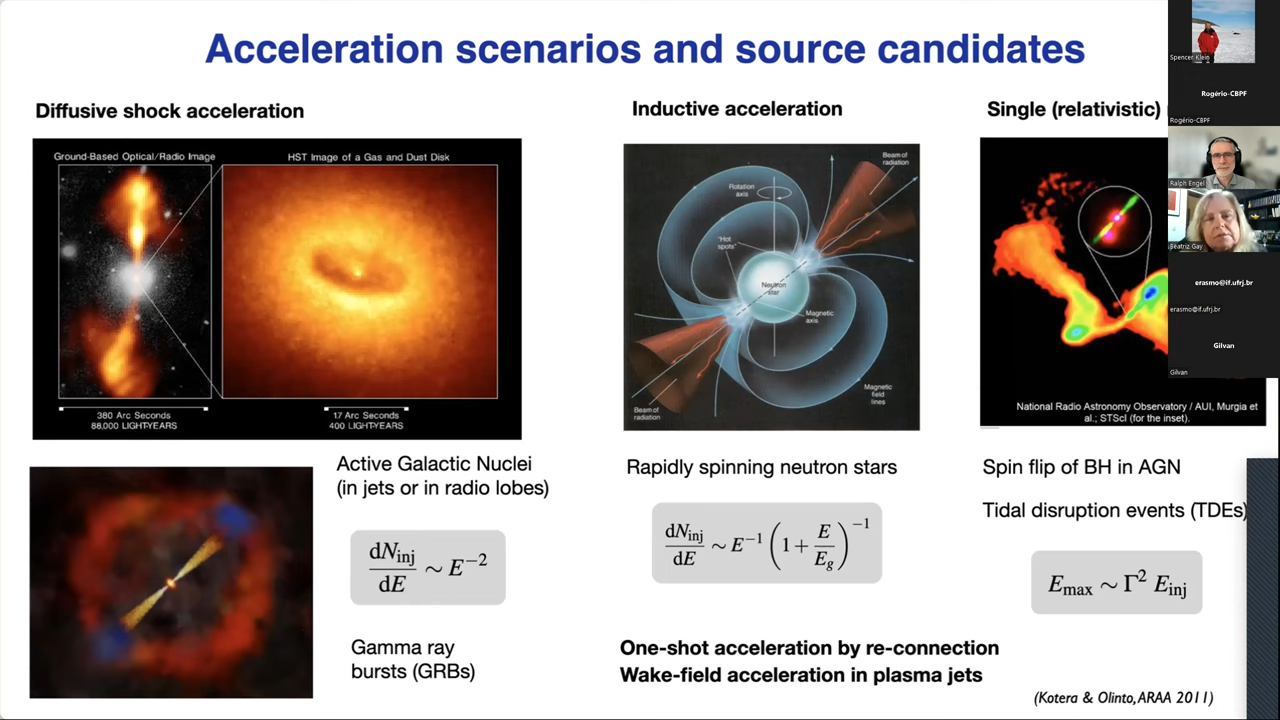 Acceleration scenarios and source candidates
Diffusive shock acceleration
Ground-Based Optical/Radio Image
HST Image of a Gas and Dust Disk
380 Arc Seconds
88,000 LIGHT-YEARS
17 Arc Seconds
400 LIGHT-YEARS
Active Galactic Nuclei
(in jets or in radio lobes)
dN_inj/dE ~ E^−2
Gamma ray
bursts (GRBs)
Inductive acceleration
Rotation
axis
Beam of
radiation
"Hot
spots"
Neutron
star
Magnetic
axis
Magnetic
field
lines
Beam of
radiation
Rapidly spinning neutron stars
dN_inj/dE ~ E^−1 (1 + E/E_g)^−1
One-shot acceleration by re-connection
Wake-field acceleration in plasma jets
Single (relativistic)
National Radio Astronomy Observatory / AUI, Murgia et
al.; STScI (for the inset).
Spin flip of BH in AGN
Tidal disruption events (TDEs)
E_max ~ Γ^2 E_inj
(Kotera & Olinto, ARAA 2011)
Spencer Klein
Rogério-CBPF
Rogério-CBPF
Ralph Engel
Beatriz Gay
erasmo@if.ufrj.br
erasmo@if.ufrj.br
Gilvan
Gilvan